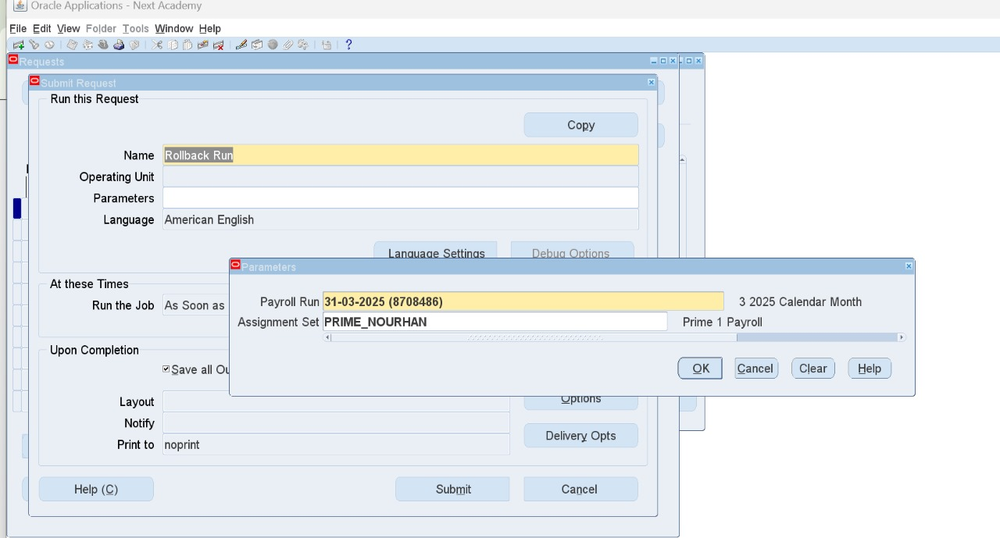 Oracle Applications - Next Academy
File Edit View Folder Tools Window Help
Requests
Submit Request
Run this Request
Copy
Name Rollback Run
Operating Unit
Parameters
Language American English
Language Settings Debug Options
Parameters
Payroll Run 31-03-2025 (8708486) 3 2025 Calendar Month
Assignment Set PRIME_NOURHAN Prime 1 Payroll
OK Cancel Clear Help
At these Times
Run the Job As Soon as
Upon Completion
Save all Ou
Layout
Options
Notify
Delivery Opts
Print to noprint
Help (C) Submit Cancel